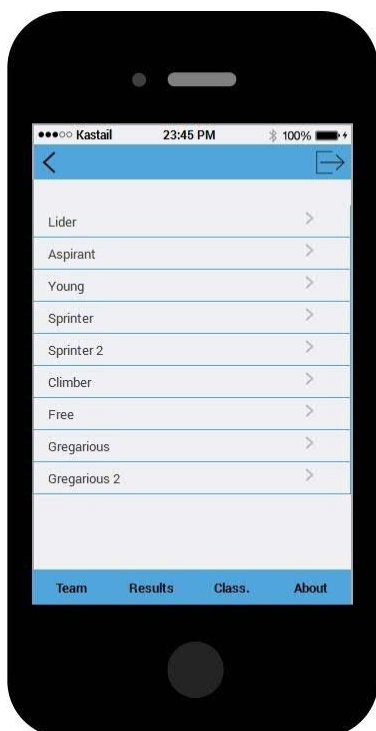 Kastail 23:45 PM 100%
Lider
Aspirant
Young
Sprinter
Sprinter 2
Climber
Free
Gregarious
Gregarious 2
Team Results Class. About